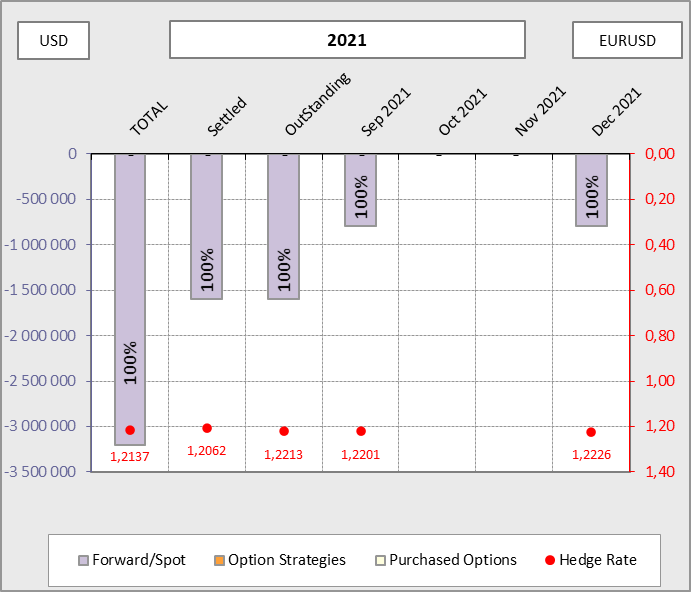 USD
2021
EURUSD
TOTAL
Settled
OutStanding
Sep 2021
Oct 2021
Nov 2021
Dec 2021
0
-500 000
-1 000 000
-1 500 000
-2 000 000
-2 500 000
-3 000 000
-3 500 000
0,00
0,20
0,40
0,60
0,80
1,00
1,20
1,40
100%
100%
100%
100%
100%
1,2137
1,2062
1,2213
1,2201
1,2226
Forward/Spot
Option Strategies
Purchased Options
Hedge Rate